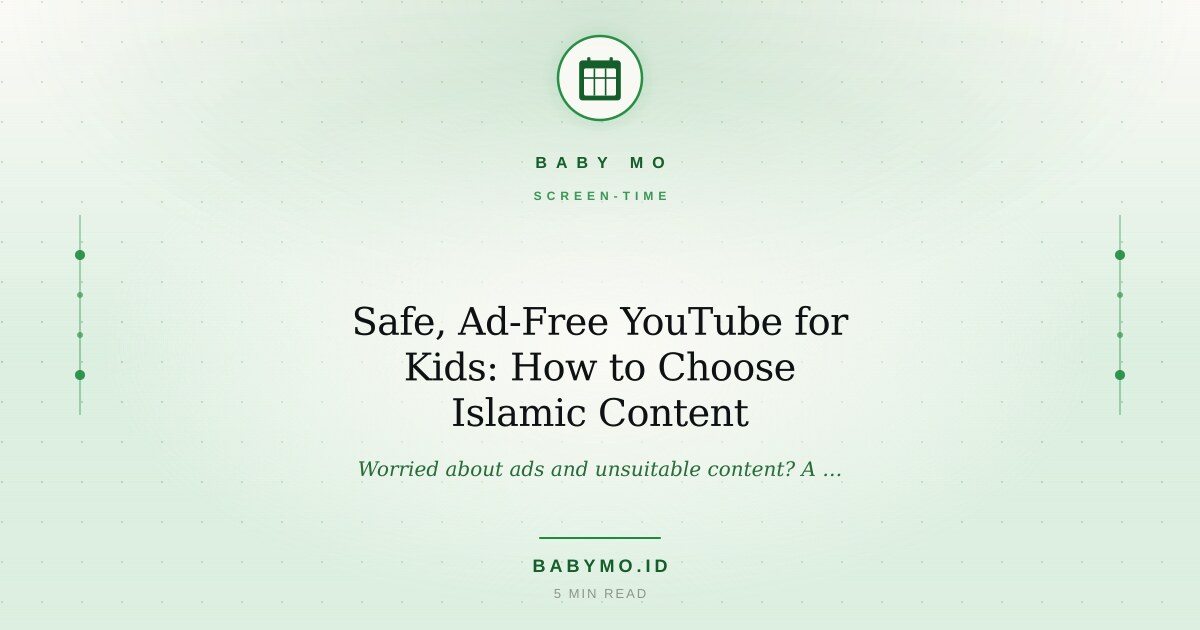 BABY MO
SCREEN-TIME
Safe, Ad-Free YouTube for
Kids: How to Choose
Islamic Content
Worried about ads and unsuitable content? A ...
BABYMO.ID
5 MIN READ